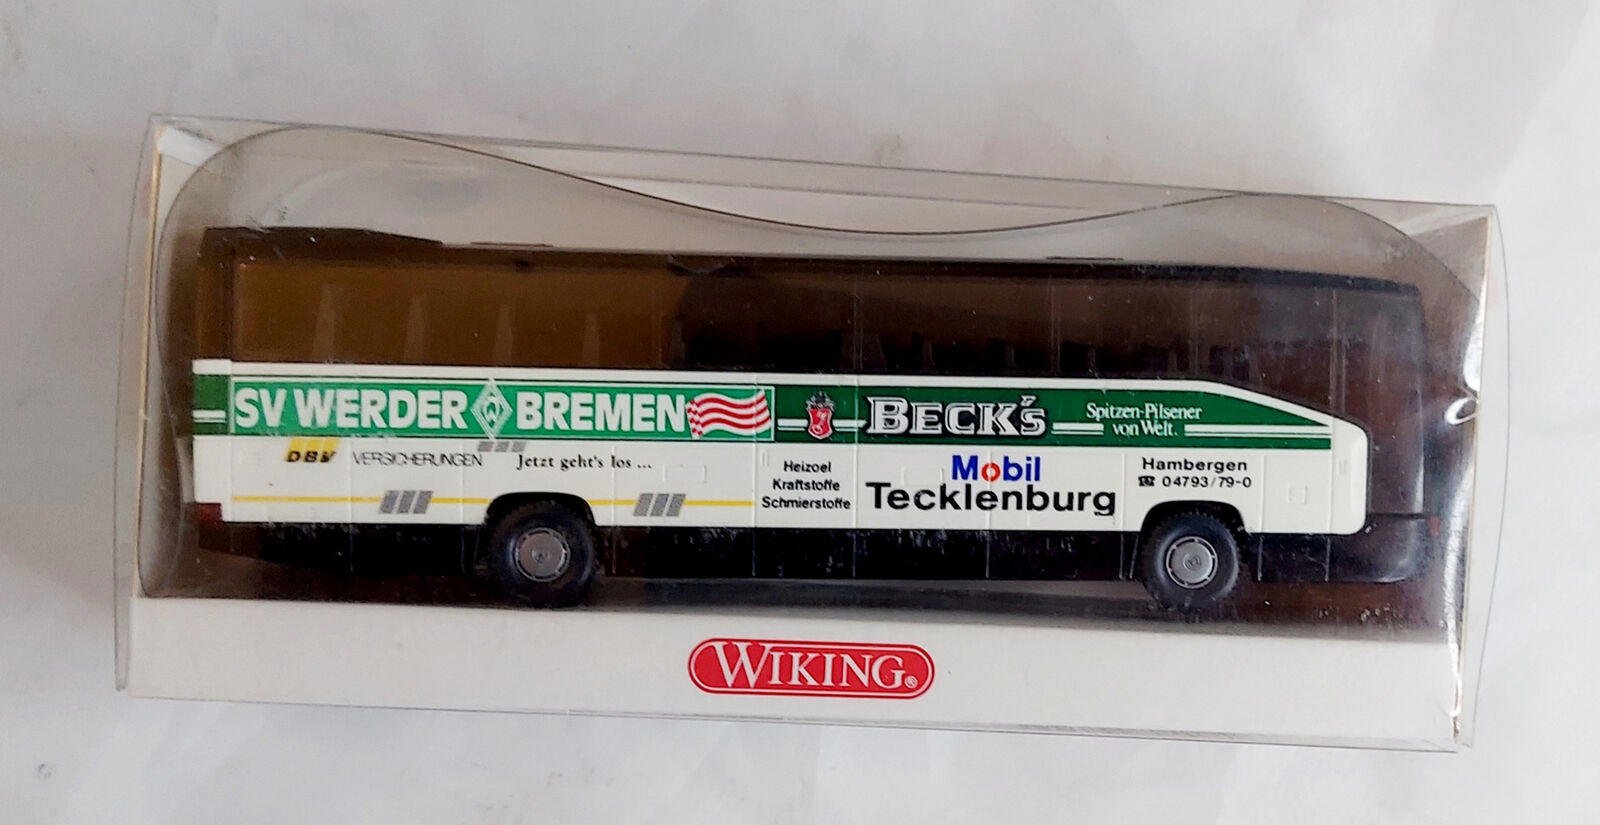 SV WERDER W BREMEN
BECK's
Spitzen-Pilsener
von Welt.
DBV VERSICHERUNGEN
Jetzt geht's los ...
Heizoel
Kraftstoffe
Schmierstoffe
Mobil
Tecklenburg
Hambergen
☎ 04793/79-0
WIKING®